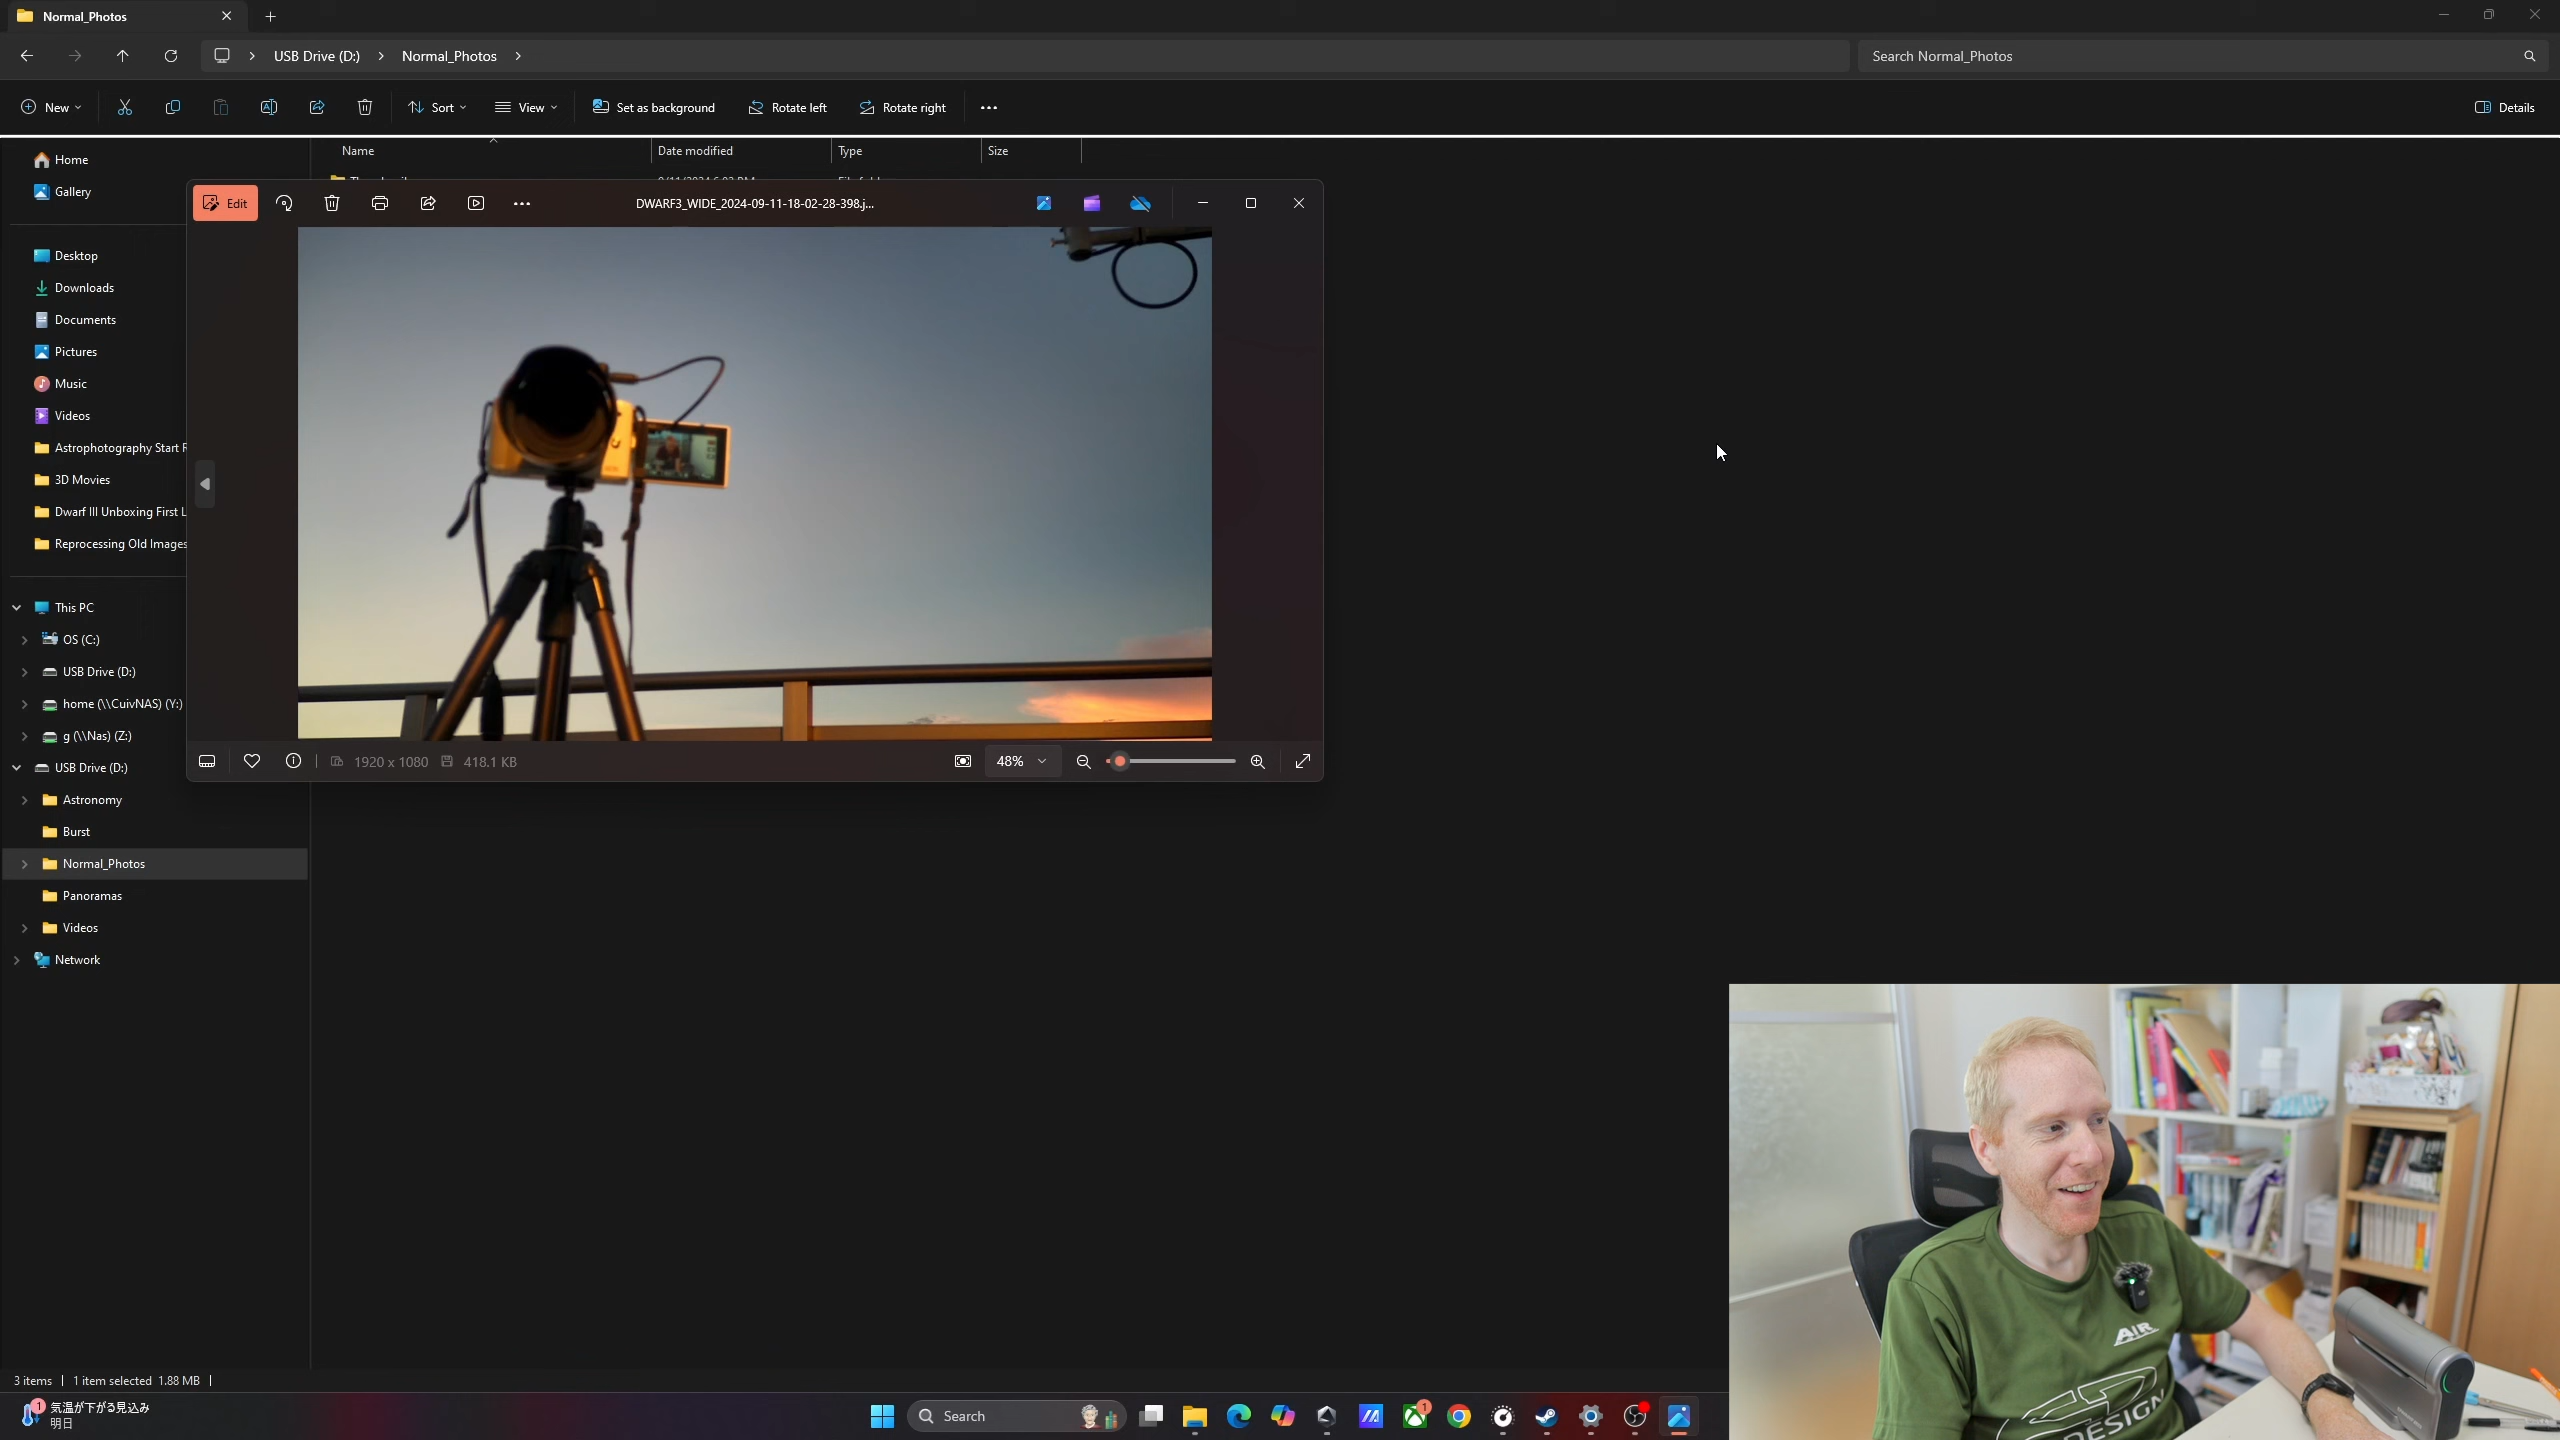 Normal_Photos
USB Drive (D:) Normal_Photos
Search Normal_Photos
New
Sort
View
Set as background
Rotate left
Rotate right
Details
Name
Date modified
Type
Size
Home
Gallery
Desktop
Downloads
Documents
Pictures
Music
Videos
Astrophotography Start
3D Movies
Dwarf III Unboxing First L
Reprocessing Old Images
This PC
OS (C:)
USB Drive (D:)
home (\\CuivNAS) (Y:)
g (\\Nas) (Z:)
USB Drive (D:)
Astronomy
Burst
Normal_Photos
Panoramas
Videos
Network
Edit
DWARF3_WIDE_2024-09-11-18-02-28-398.j...
1920 x 1080
418.1 KB
48%
3 items
1 item selected 1.88 MB
1
気温が下がる見込み
明日
Search
1
AIR
DESIGN